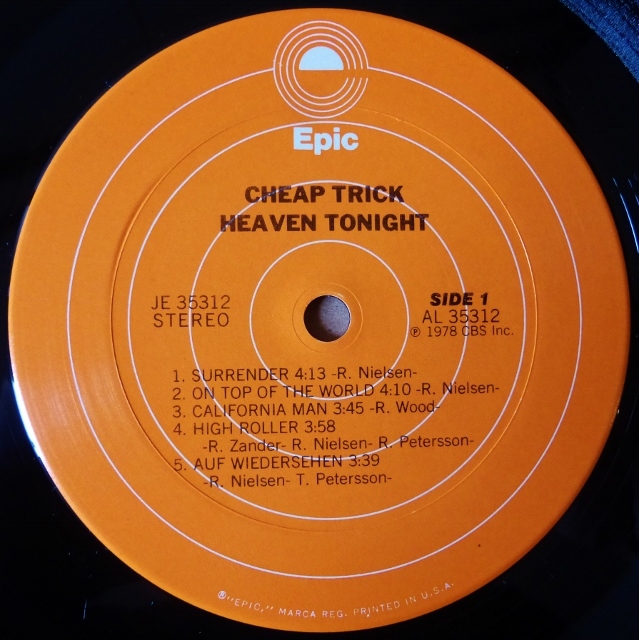 Epic
CHEAP TRICK
HEAVEN TONIGHT
JE 35312
STEREO
SIDE 1
AL 35312
℗ 1978 CBS Inc.
1. SURRENDER 4:13 -R. Nielsen-
2. ON TOP OF THE WORLD 4:10 -R. Nielsen-
3. CALIFORNIA MAN 3:45 -R. Wood-
4. HIGH ROLLER 3:58
-R. Zander- R. Nielsen- R. Petersson-
5. AUF WIEDERSEHEN 3:39
-R. Nielsen- T. Petersson-
®"EPIC," MARCA REG. PRINTED IN U.S.A.